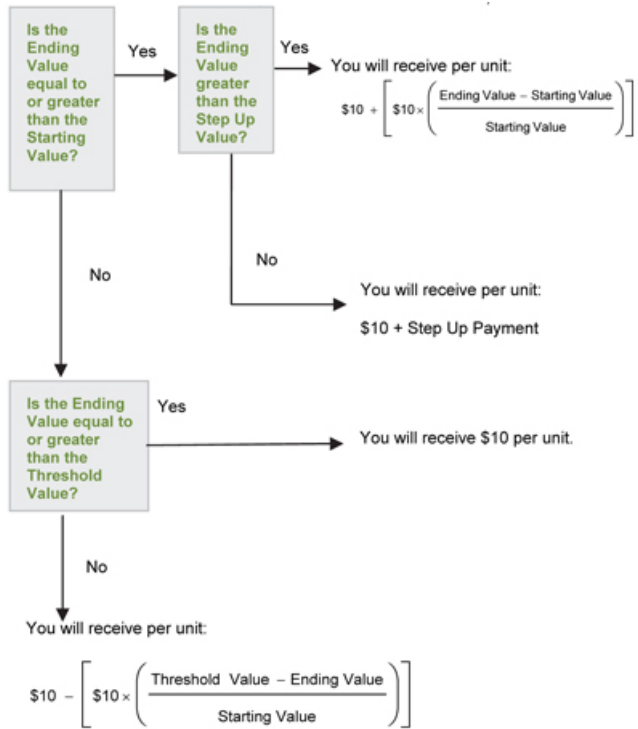 Is the
Ending
Value
equal to
or greater
than the
Starting
Value?
Yes
Is the
Ending
Value
greater
than the
Step Up
Value?
Yes
You will receive per unit:
$10 + [ $10 × ( Ending Value – Starting Value
Starting Value ) ]
No
No
You will receive per unit:
$10 + Step Up Payment
Is the Ending
Value equal to
or greater
than the
Threshold
Value?
Yes
You will receive $10 per unit.
No
You will receive per unit:
$10 – [ $10 × ( Threshold Value – Ending Value
Starting Value ) ]